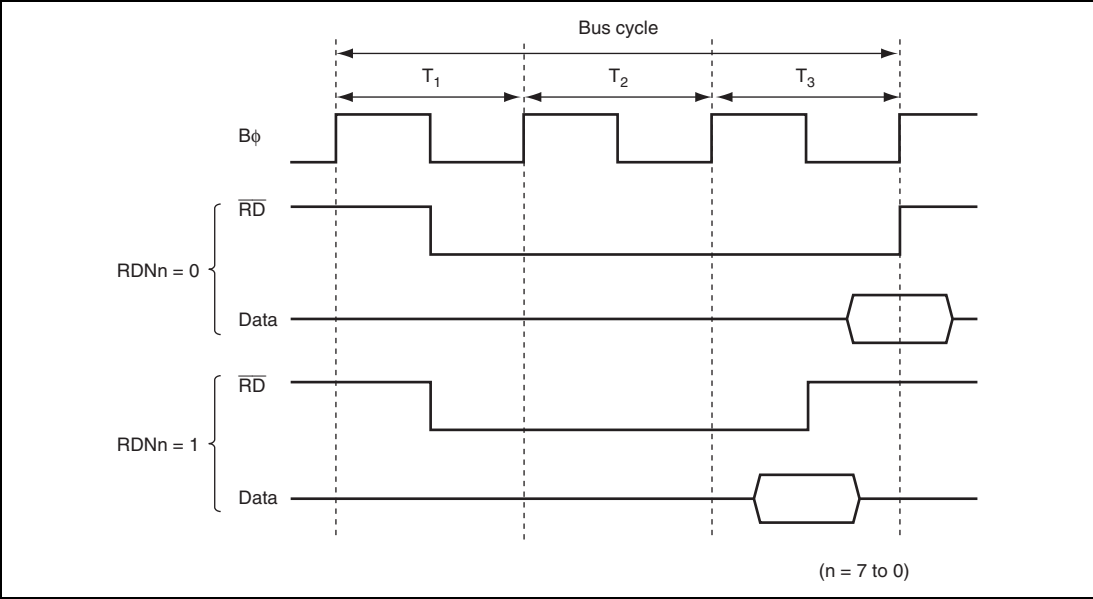 Bus cycle
T1 T2 T3
Bϕ
RD
RDNn = 0
Data
RD
RDNn = 1
Data
(n = 7 to 0)